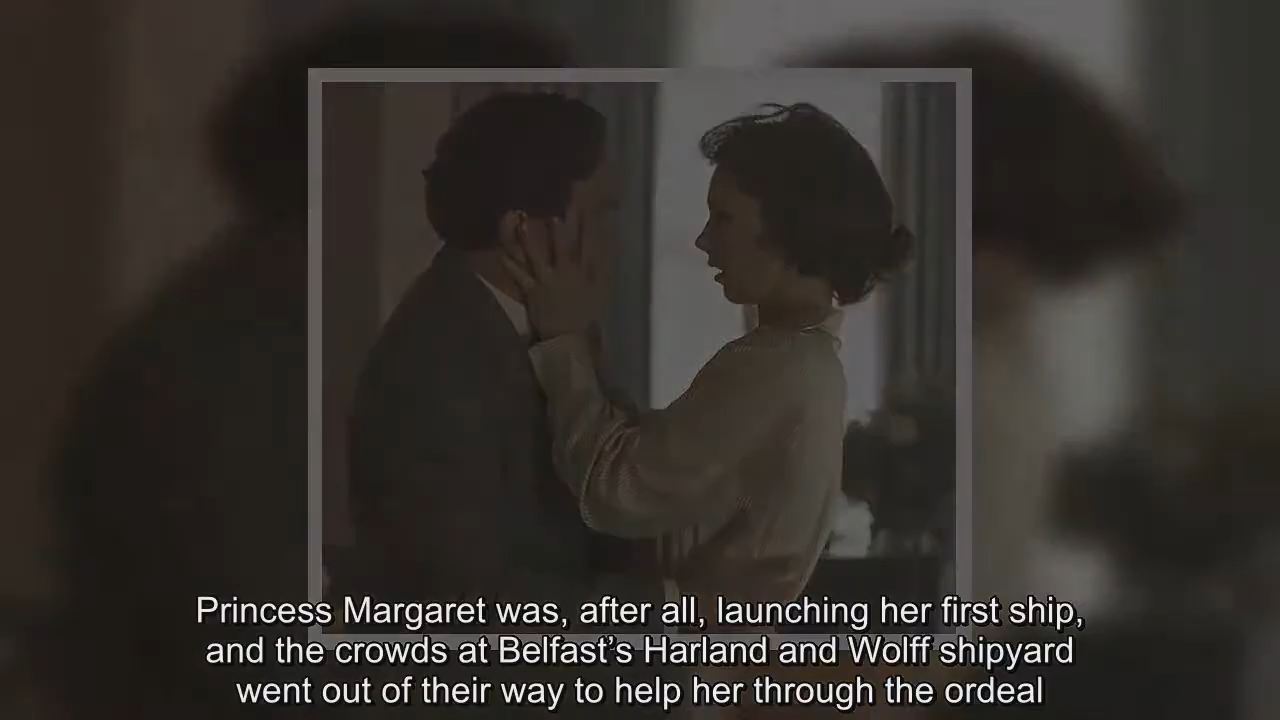 Princess Margaret was, after all, launching her first ship,
and the crowds at Belfast’s Harland and Wolff shipyard
went out of their way to help her through the ordeal